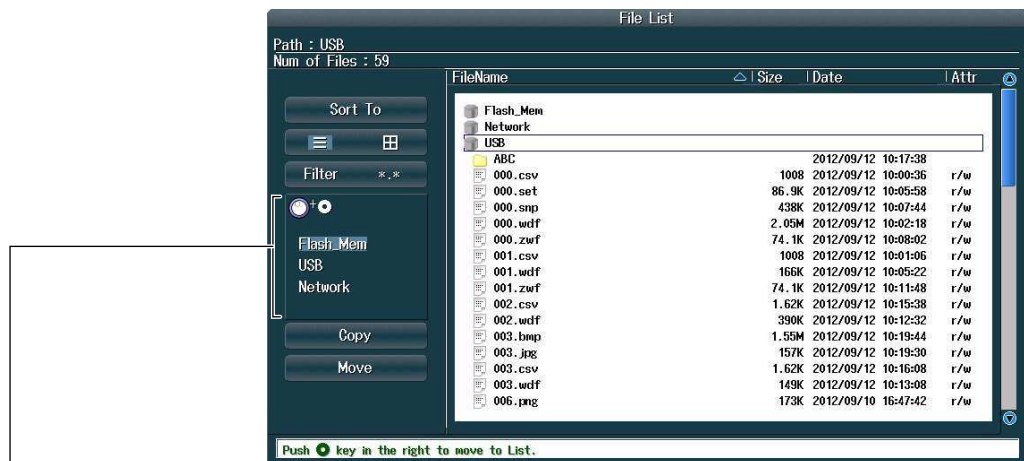 File List
Path : USB
Num of Files : 59
FileName Size Date Attr
Sort To
Filter *.*
Flash_Mem
USB
Network
Copy
Move
Flash_Mem
Network
USB
ABC 2012/09/12 10:17:38
000.csv 1008 2012/09/12 10:00:36 r/w
000.set 86.9K 2012/09/12 10:05:58 r/w
000.snp 438K 2012/09/12 10:07:44 r/w
000.wdf 2.05M 2012/09/12 10:02:18 r/w
000.zwf 74.1K 2012/09/12 10:08:02 r/w
001.csv 1008 2012/09/12 10:01:06 r/w
001.wdf 166K 2012/09/12 10:05:22 r/w
001.zwf 74.1K 2012/09/12 10:11:48 r/w
002.csv 1.62K 2012/09/12 10:15:38 r/w
002.wdf 390K 2012/09/12 10:12:32 r/w
003.bmp 1.55M 2012/09/12 10:19:44 r/w
003.jpg 157K 2012/09/12 10:19:30 r/w
003.csv 1.62K 2012/09/12 10:16:08 r/w
003.wdf 149K 2012/09/12 10:13:08 r/w
006.png 173K 2012/09/10 16:47:42 r/w
Push key in the right to move to List.